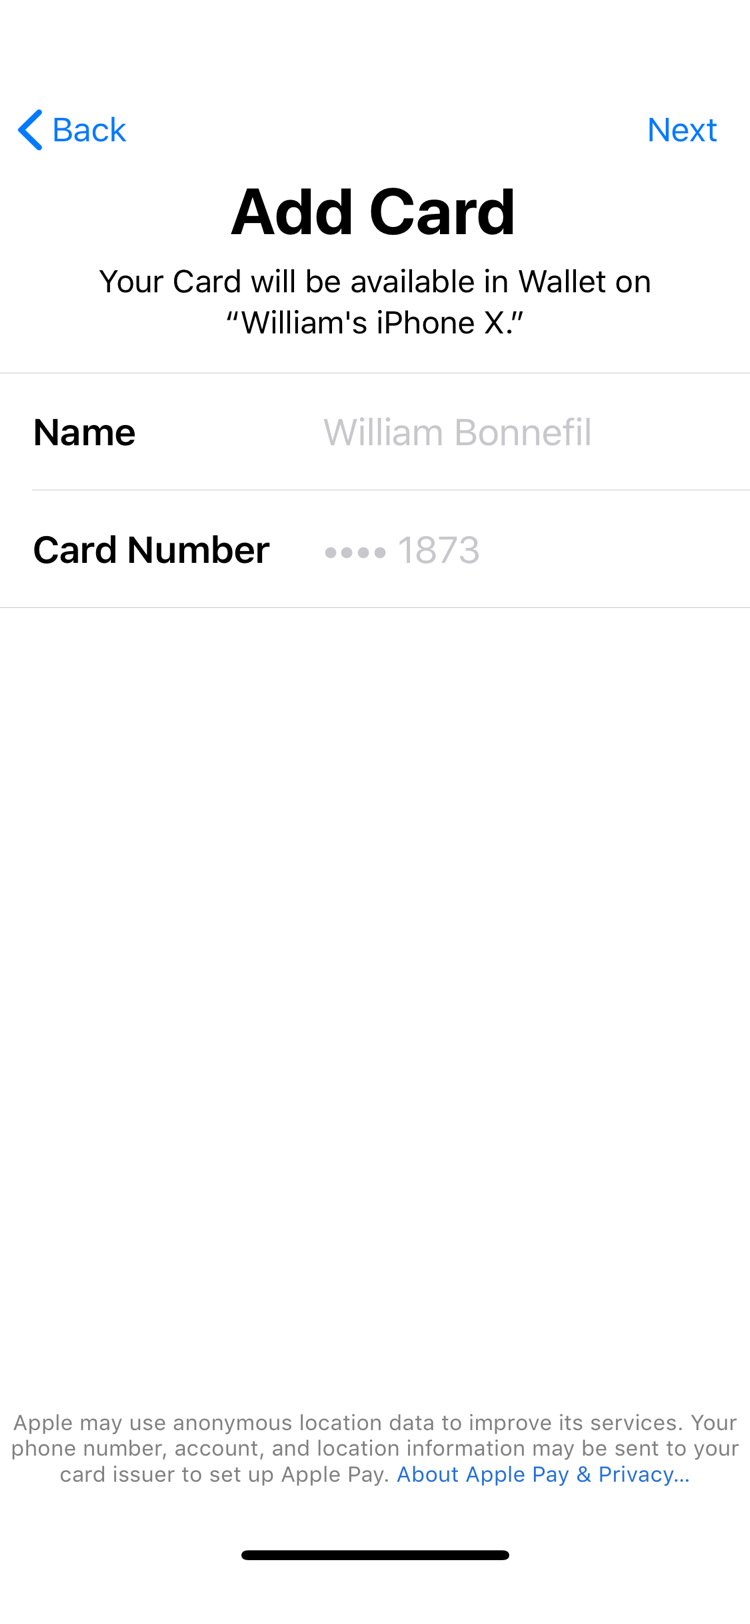 Back
Next
Add Card
Your Card will be available in Wallet on
“William's iPhone X.”
Name
William Bonnefil
Card Number
•••• 1873
Apple may use anonymous location data to improve its services. Your
phone number, account, and location information may be sent to your
card issuer to set up Apple Pay. About Apple Pay & Privacy...